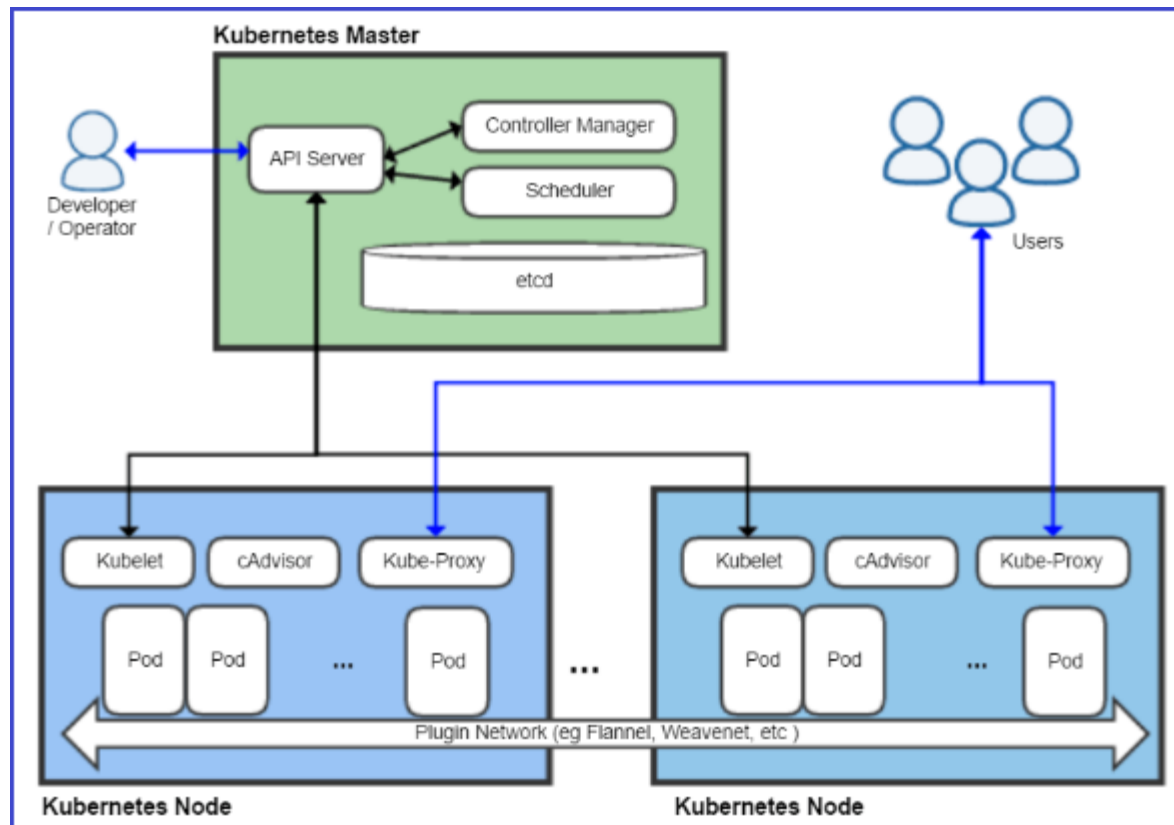 Kubernetes Master
API Server
Controller Manager
Scheduler
etcd
Developer
/ Operator
Users
Kubelet
cAdvisor
Kube-Proxy
Pod
Pod
...
Pod
...
Kubelet
cAdvisor
Kube-Proxy
Pod
Pod
...
Pod
Plugin Network (eg Flannel, Weavenet, etc )
Kubernetes Node
Kubernetes Node